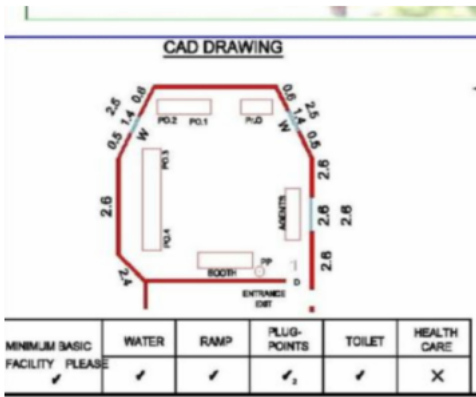 CAD DRAWING
2.5
0.6
1.4
0.5
W
PO.2 PO.1
0.6
2.5
1.4
0.5
W
PO.3
PO.4
2.6
2.4
AGENTS
2.6
2.6 2.6
2.6
BOOTH
PP
D
ENTRANCE
EXIT
MINIMUM BASIC
FACILITY PLEASE
✓
WATER
✓
RAMP
✓
PLUG-
POINTS
✓2
TOILET
✓
HEALTH
CARE
✕